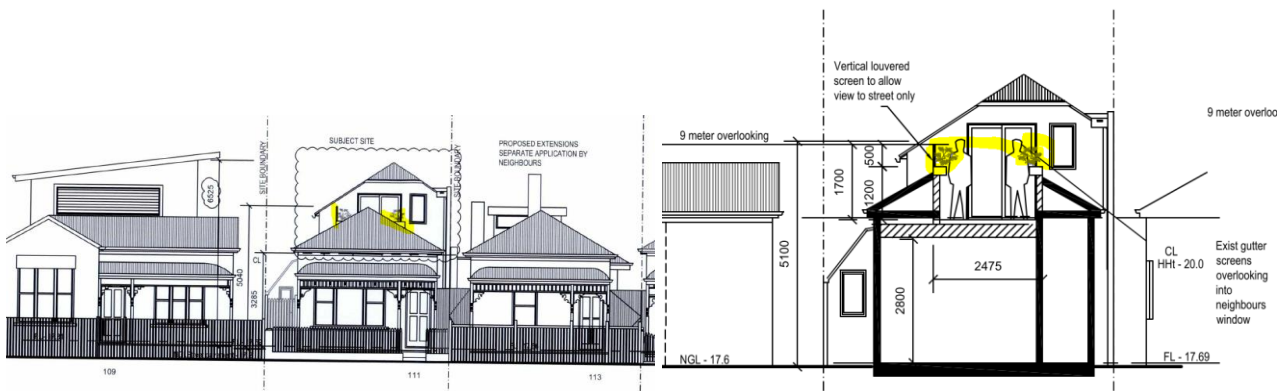 SUBJECT SITE
PROPOSED EXTENSIONS
SEPARATE APPLICATION BY
NEIGHBOURS
SITE BOUNDARY
SITE BOUNDARY
6525
5040
CL
3285
109
111
113
Vertical louvered
screen to allow
view to street only
9 meter overlooking
9 meter overloo
500
1700
1200
5100
2475
2800
CL
HHt - 20.0
Exist gutter
screens
overlooking
into
neighbours
window
NGL - 17.6
FL - 17.69